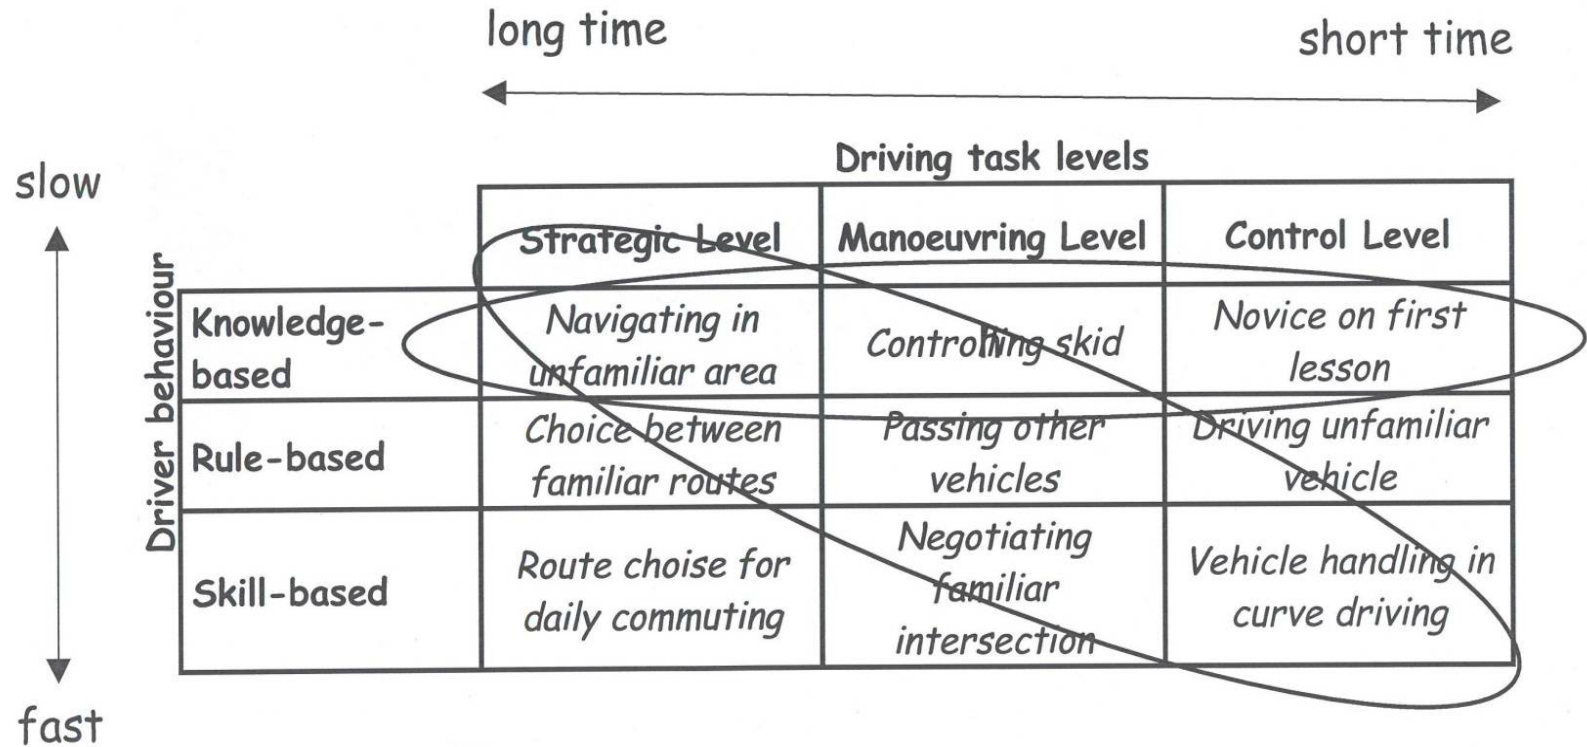 long time
short time
Driving task levels
slow
Strategic Level
Manoeuvring Level
Control Level
Driver behaviour
Knowledge-
based
Navigating in
unfamiliar area
Controlling skid
Novice on first
lesson
Rule-based
Choice between
familiar routes
Passing other
vehicles
Driving unfamiliar
vehicle
Skill-based
Route choise for
daily commuting
Negotiating
familiar
intersection
Vehicle handling in
curve driving
fast